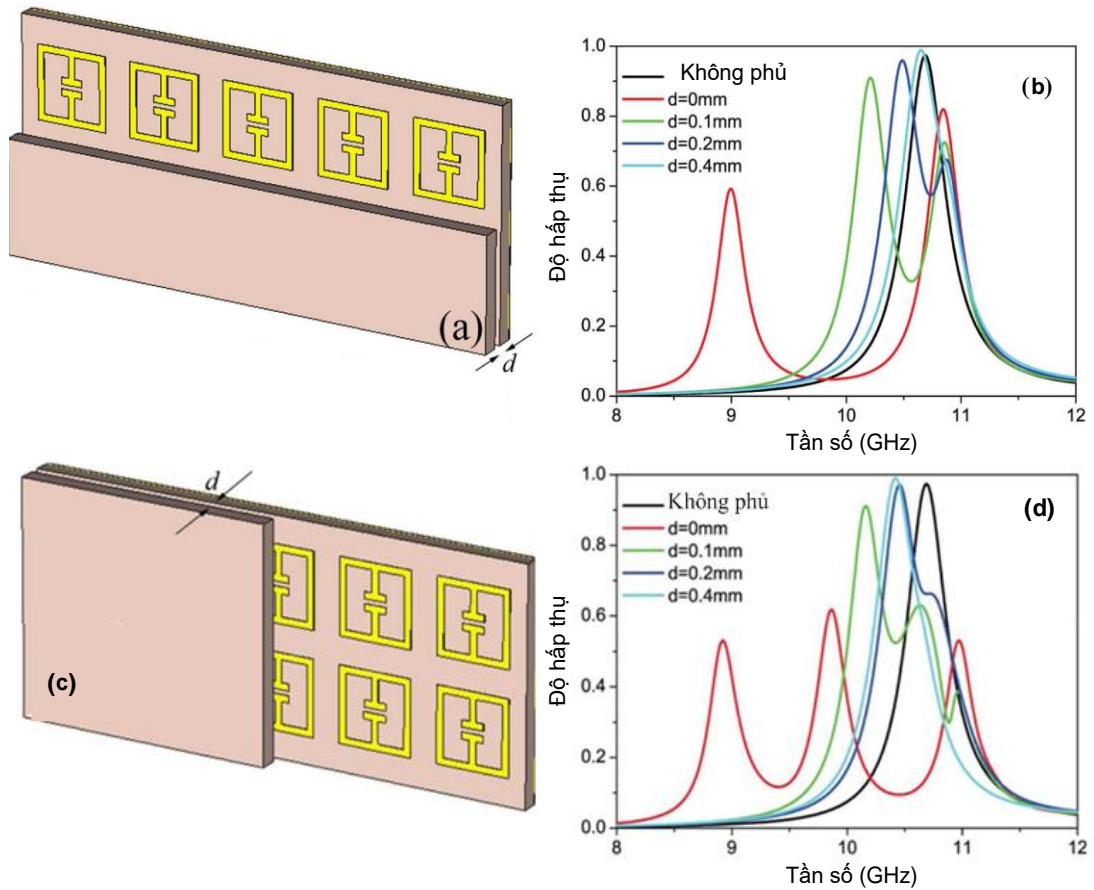 (a)
d
(b)
Không phủ
d=0mm
d=0.1mm
d=0.2mm
d=0.4mm
Độ hấp thụ
1.0
0.8
0.6
0.4
0.2
0.0
8 9 10 11 12
Tần số (GHz)
d
(c)
(d)
Không phủ
d=0mm
d=0.1mm
d=0.2mm
d=0.4mm
Độ hấp thụ
1.0
0.8
0.6
0.4
0.2
0.0
8 9 10 11 12
Tần số (GHz)